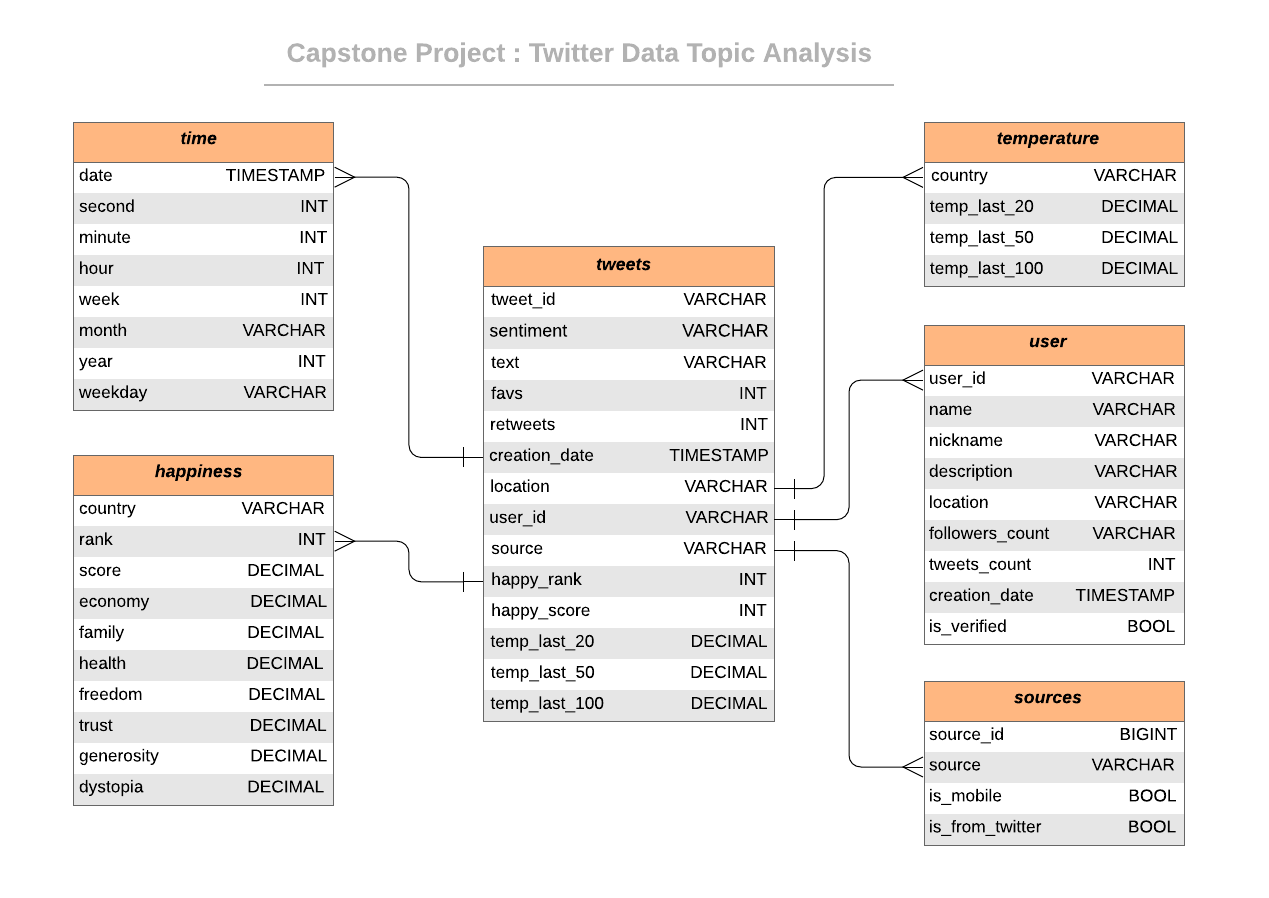 Capstone Project : Twitter Data Topic Analysis
time
date TIMESTAMP
second INT
minute INT
hour INT
week INT
month VARCHAR
year INT
weekday VARCHAR
happiness
country VARCHAR
rank INT
score DECIMAL
economy DECIMAL
family DECIMAL
health DECIMAL
freedom DECIMAL
trust DECIMAL
generosity DECIMAL
dystopia DECIMAL
tweets
tweet_id VARCHAR
sentiment VARCHAR
text VARCHAR
favs INT
retweets INT
creation_date TIMESTAMP
location VARCHAR
user_id VARCHAR
source VARCHAR
happy_rank INT
happy_score INT
temp_last_20 DECIMAL
temp_last_50 DECIMAL
temp_last_100 DECIMAL
temperature
country VARCHAR
temp_last_20 DECIMAL
temp_last_50 DECIMAL
temp_last_100 DECIMAL
user
user_id VARCHAR
name VARCHAR
nickname VARCHAR
description VARCHAR
location VARCHAR
followers_count VARCHAR
tweets_count INT
creation_date TIMESTAMP
is_verified BOOL
sources
source_id BIGINT
source VARCHAR
is_mobile BOOL
is_from_twitter BOOL